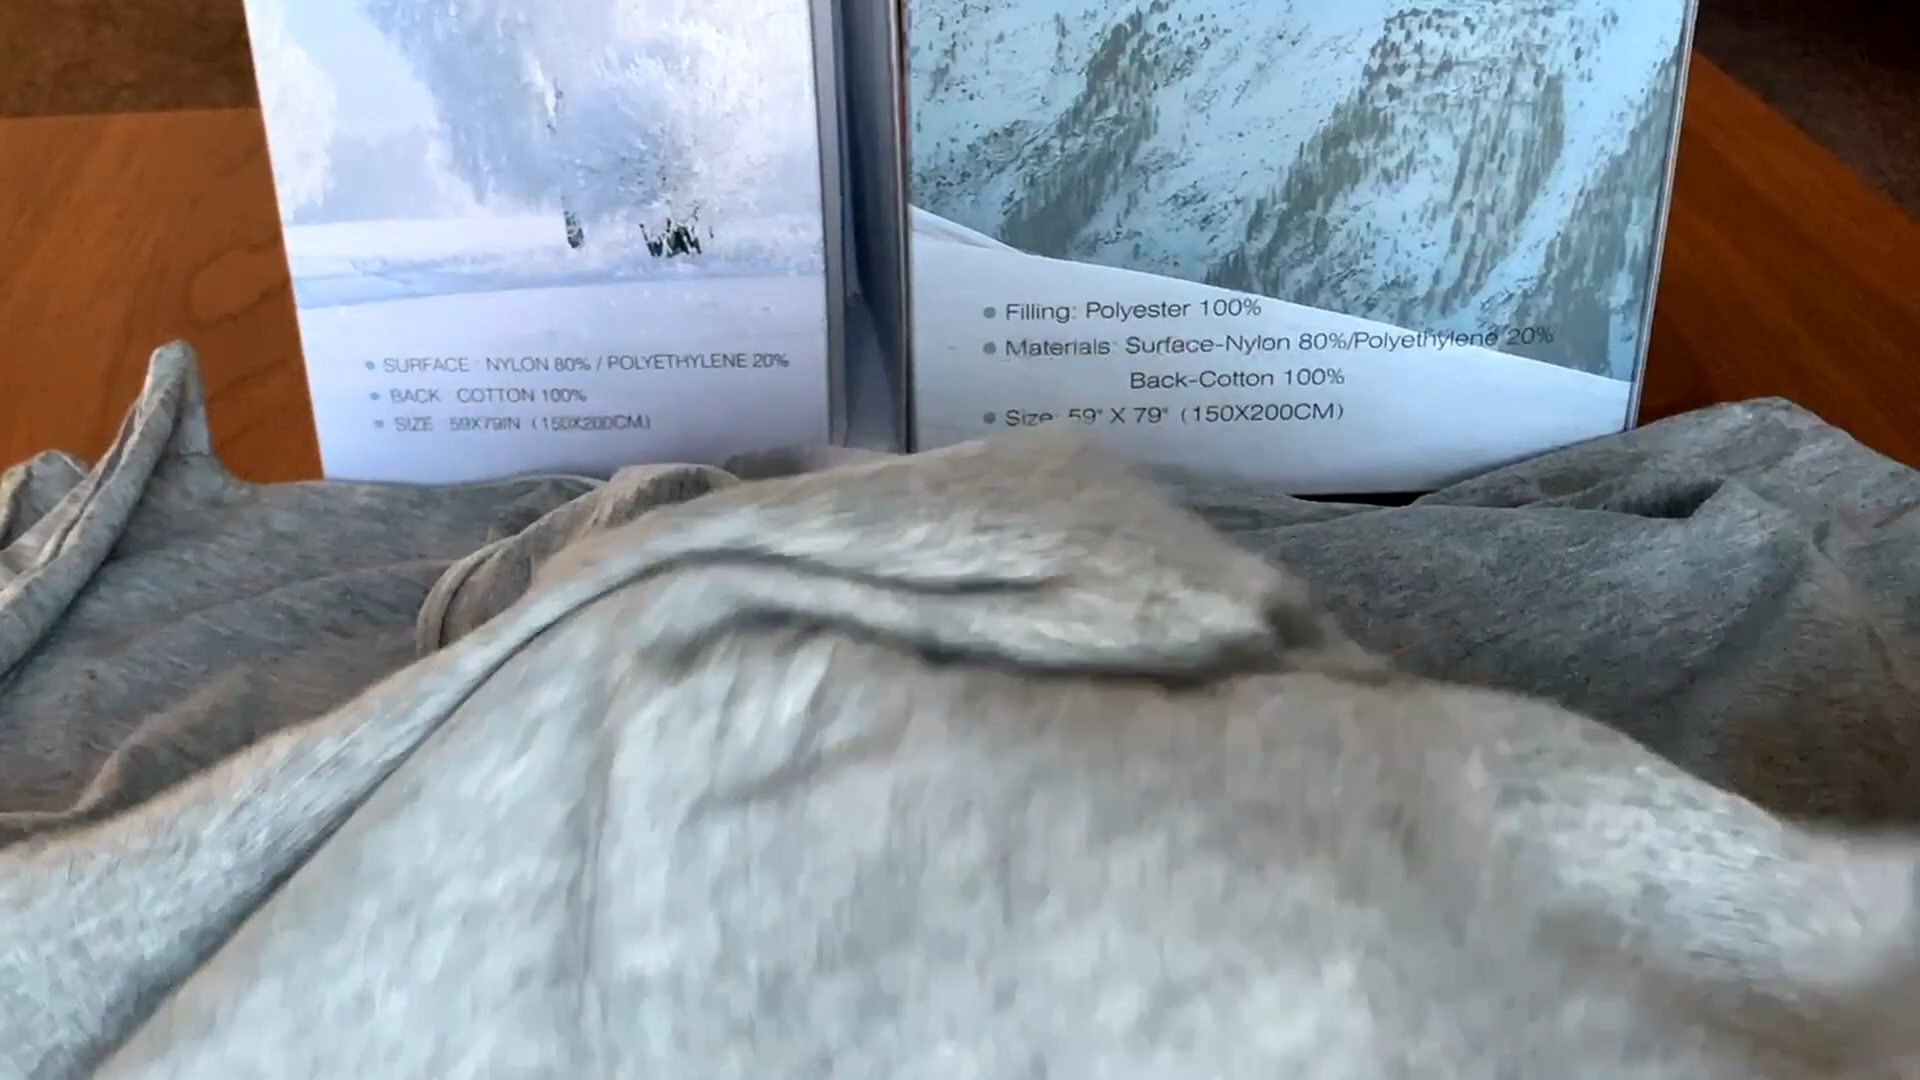 SURFACE : NYLON 80% / POLYETHYLENE 20%
BACK : COTTON 100%
SIZE : 59X79IN (150X200CM)
Filling: Polyester 100%
Materials: Surface-Nylon 80%/Polyethylene 20%
Back-Cotton 100%
Size: 59" X 79" (150X200CM)